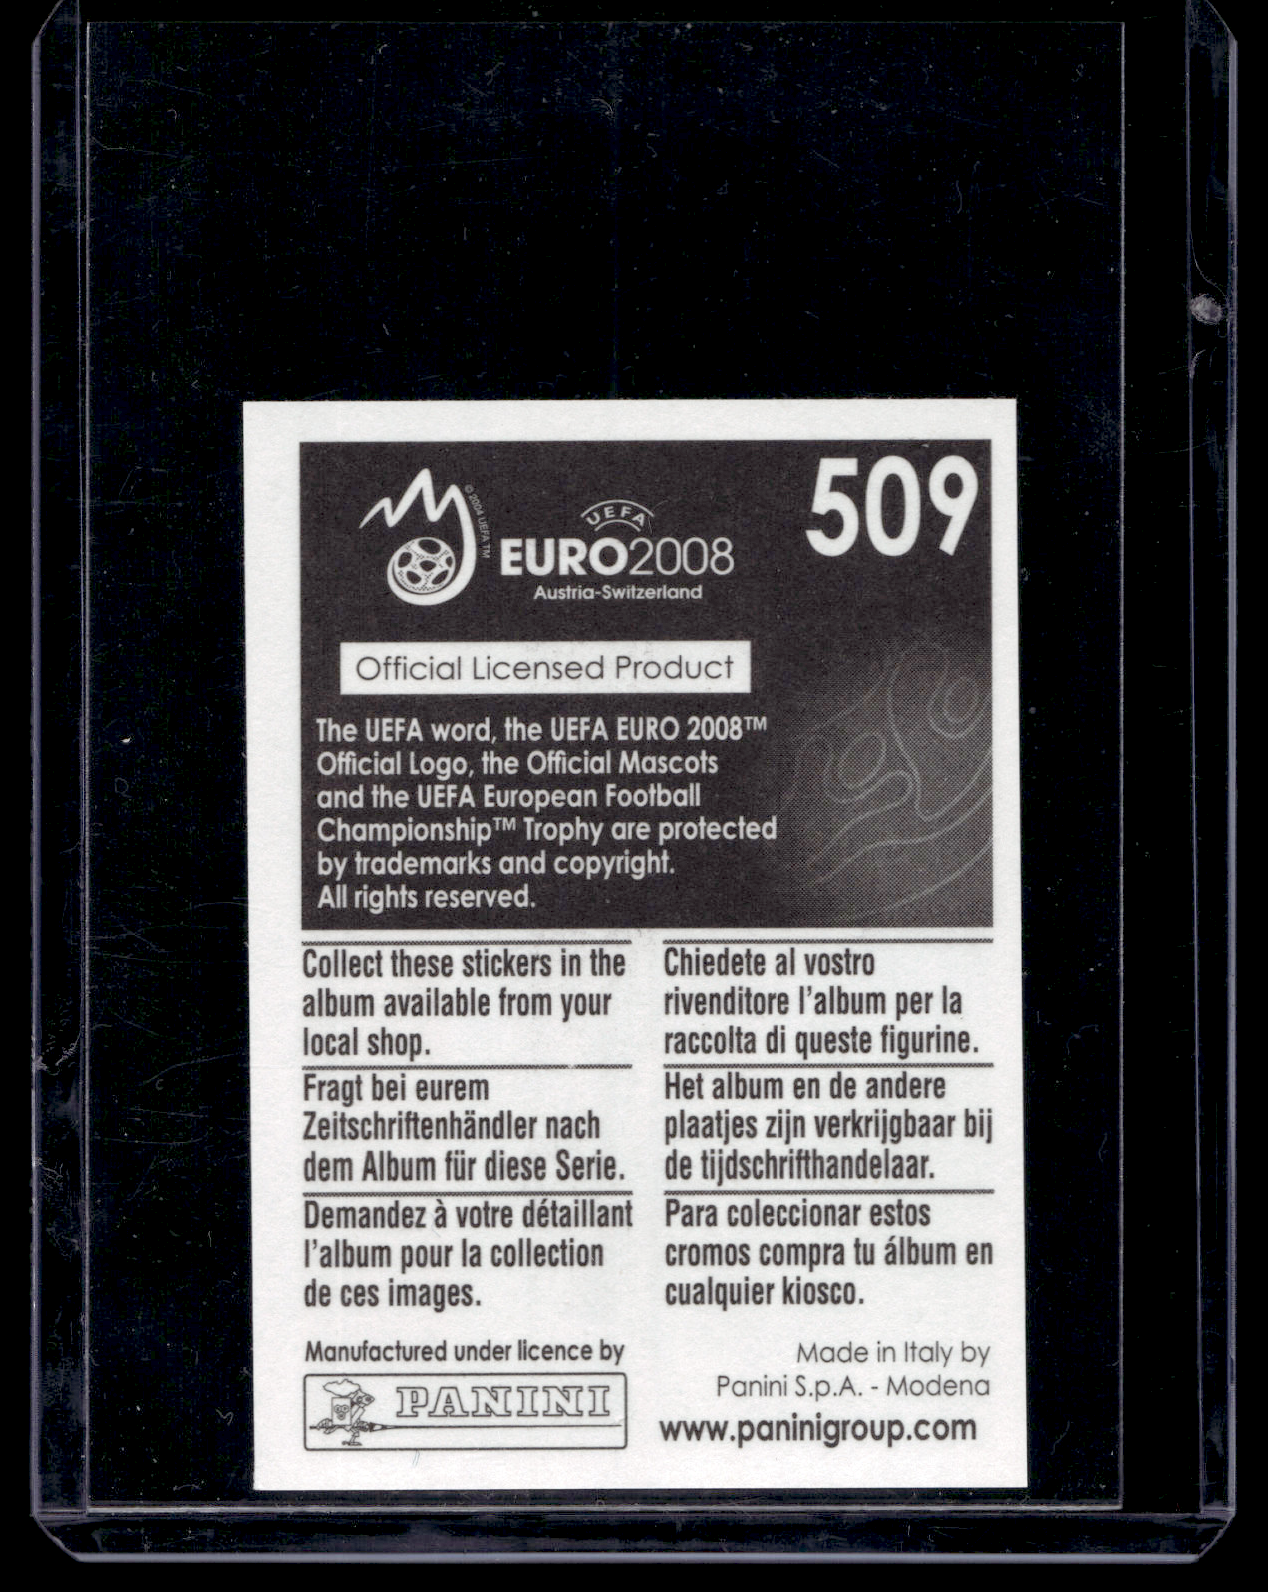 509
© 2004 UEFA TM
UEFA
EURO2008
Austria-Switzerland
Official Licensed Product
The UEFA word, the UEFA EURO 2008™
Official Logo, the Official Mascots
and the UEFA European Football
Championship™ Trophy are protected
by trademarks and copyright.
All rights reserved.
Collect these stickers in the
album available from your
local shop.
Chiedete al vostro
rivenditore l'album per la
raccolta di queste figurine.
Fragt bei eurem
Zeitschriftenhändler nach
dem Album für diese Serie.
Het album en de andere
plaatjes zijn verkrijgbaar bij
de tijdschrifthandelaar.
Demandez à votre détaillant
l'album pour la collection
de ces images.
Para coleccionar estos
cromos compra tu álbum en
cualquier kiosco.
Manufactured under licence by
PANINI
Made in Italy by
Panini S.p.A. - Modena
www.paninigroup.com